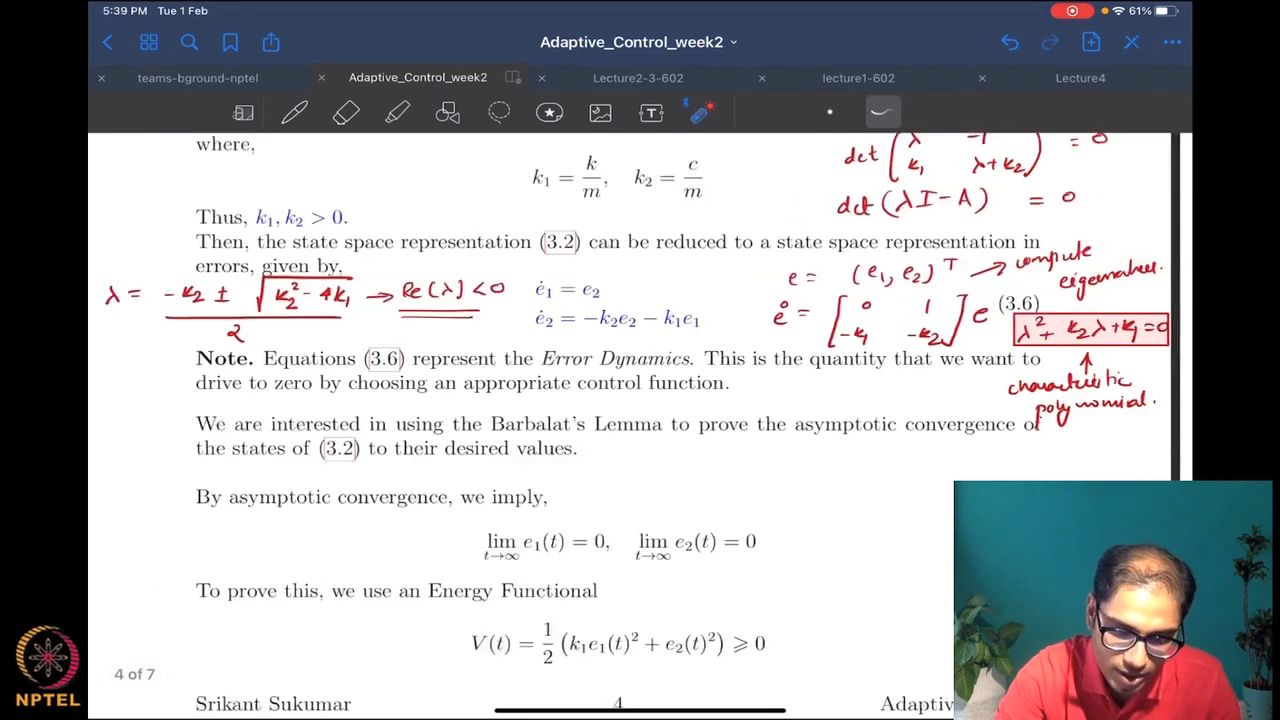 5:39 PM Tue 1 Feb
61%
Adaptive_Control_week2
teams-bground-nptel
Adaptive_Control_week2
Lecture2-3-602
lecture1-602
Lecture4
where,
k₁ = k/m, k₂ = c/m
det (λ -1
k₁ λ+k₂) = 0
det (λI - A) = 0
Thus, k₁, k₂ > 0.
Then, the state space representation (3.2) can be reduced to a state space representation in
errors, given by,
e = (e₁, e₂)ᵀ → compute eigenvalues.
λ = (-k₂ ± √(k₂² - 4k₁))/2 → Re(λ) < 0
ė₁ = e₂
ė₂ = −k₂e₂ − k₁e₁
ė = [0 1
-k₁ -k₂] e
(3.6)
λ² + k₂λ + k₁ = 0
characteristic
polynomial.
Note. Equations (3.6) represent the Error Dynamics. This is the quantity that we want to
drive to zero by choosing an appropriate control function.
We are interested in using the Barbalat's Lemma to prove the asymptotic convergence of
the states of (3.2) to their desired values.
By asymptotic convergence, we imply,
lim t→∞ e₁(t) = 0, lim t→∞ e₂(t) = 0
To prove this, we use an Energy Functional
V(t) = 1/2 (k₁e₁(t)² + e₂(t)²) ⩾ 0
4 of 7
Srikant Sukumar
4
Adaptiv
NPTEL